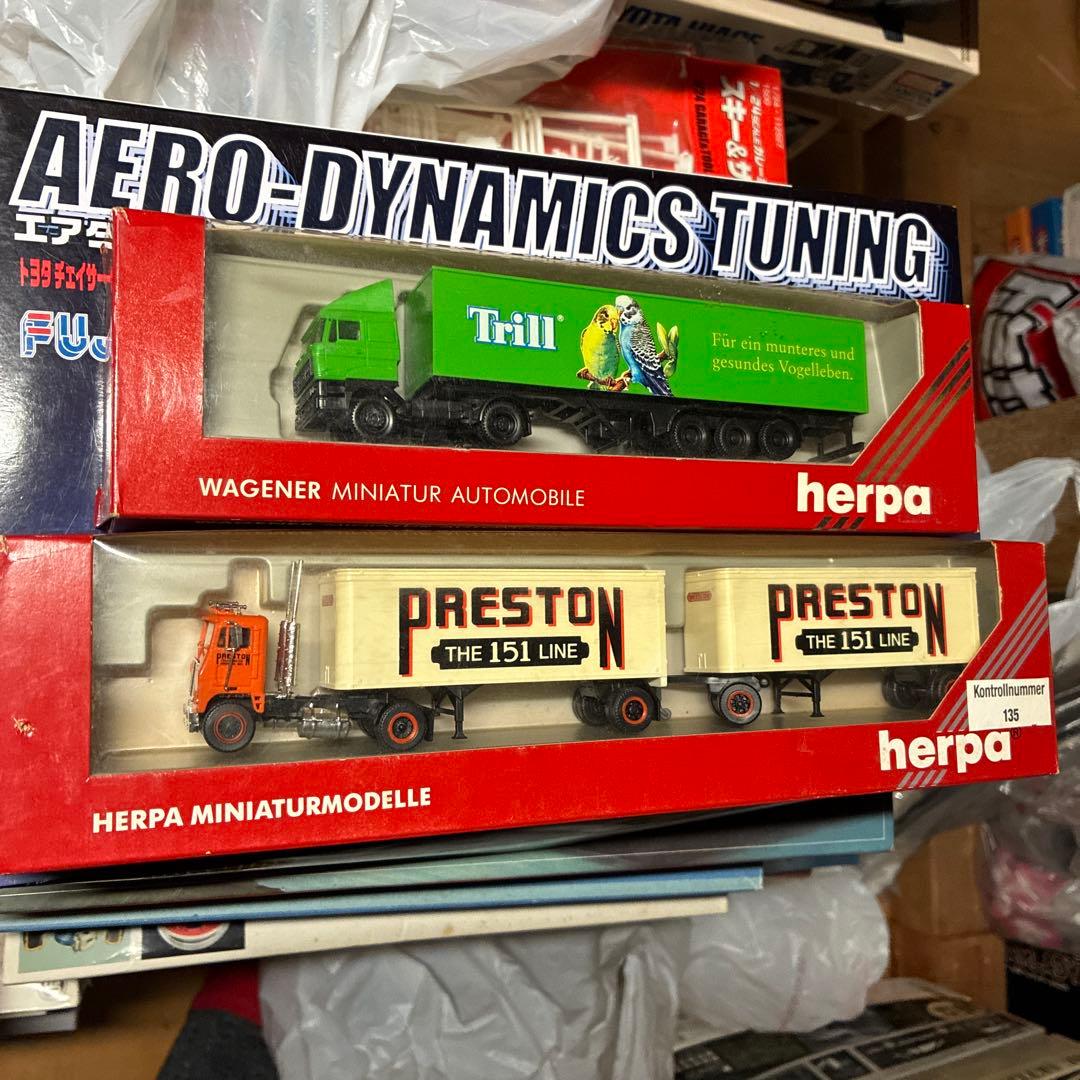 AERO-DYNAMICS TUNING
トヨタ チェイサー
Trill®
Für ein munteres und
gesundes Vogelleben.
WAGENER MINIATUR AUTOMOBILE
herpa
PRESTON
THE 151 LINE
PRESTON
THE 151 LINE
PRESTON
Kontrollnummer
135
herpa®
HERPA MINIATURMODELLE